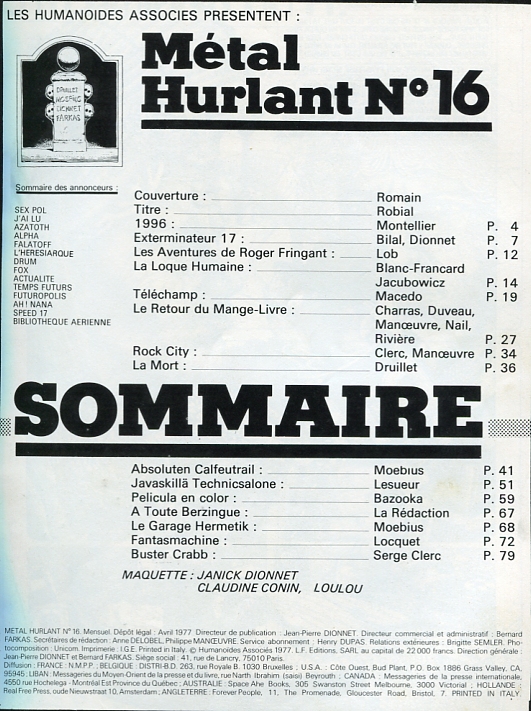 LES HUMANOIDES ASSOCIES PRESENTENT :
Métal
Hurlant N° 16
DRUILLET
MOEBIUS
DIONNET
FARKAS
Sommaire des annonceurs :
SEX POL
J'AI LU
AZATOTH
ALPHA
FALATOFF
L'HERESIARQUE
DRUM
FOX
ACTUALITE
TEMPS FUTURS
FUTUROPOLIS
AH ! NANA
SPEED 17
BIBLIOTHEQUE AERIENNE
Couverture : Romain
Titre : Robial
1996 : Montellier P. 4
Exterminateur 17 : Bilal, Dionnet P. 7
Les Aventures de Roger Fringant : Lob P. 12
La Loque Humaine : Blanc-Francard
Jacubowicz P. 14
Téléchamp : Macedo P. 19
Le Retour du Mange-Livre : Charras, Duveau,
Manœuvre, Nail,
Rivière P. 27
Rock City : Clerc, Manœuvre P. 34
La Mort : Druillet P. 36
SOMMAIRE
Absoluten Calfeutrail : Moebius P. 41
Javaskillä Technicsalone : Lesueur P. 51
Pelicula en color : Bazooka P. 59
A Toute Berzingue : La Rédaction P. 67
Le Garage Hermetik : Moebius P. 68
Fantasmachine : Locquet P. 72
Buster Crabb : Serge Clerc P. 79
MAQUETTE : JANICK DIONNET
CLAUDINE CONIN, LOULOU
METAL HURLANT N° 16. Mensuel. Dépôt légal : Avril 1977. Directeur de publication : Jean-Pierre DIONNET. Directeur commercial et administratif : Bernard
FARKAS. Secrétaires de rédaction : Anne DELOBEL, Philippe MANŒUVRE. Service abonnement : Henry DUPAS. Relations extérieures : Brigitte SEMLER. Photocomposition : Unicom. Imprimerie : I.G.E. Printed in Italy. © Humanoïdes Associés 1977. L.F. Editions, SARL au capital de 22 000 francs. Direction générale :
Jean-Pierre DIONNET et Bernard FARKAS. Siège social : 41, rue de Lancry, 75010 Paris.
Diffusion : FRANCE : N.M.P.P. ; BELGIQUE : DISTRI-B.D. 263, rue Royale B. 1030 Bruxelles ; U.S.A. : Côte Ouest, Bud Plant, P.O. Box 1886 Grass Valley, CA,
95945 ; LIBAN : Messageries du Moyen-Orient de la presse et du livre, rue Narth Ibrahim (saisi) Beyrouth ; CANADA : Messageries de la presse internationale,
4550 rue Hochelega - Montréal Est Province du Québec ; AUSTRALIE : Space Ahe Books, 305 Swanston Street Melbourne, 3000 Victorial ; HOLLANDE :
Real Free Press, oude Nieuwstraat 10, Amsterdam ; ANGLETERRE : Forever People, 11, The Promenade, Gloucester Road, Bristol, 7. PRINTED IN ITALY.